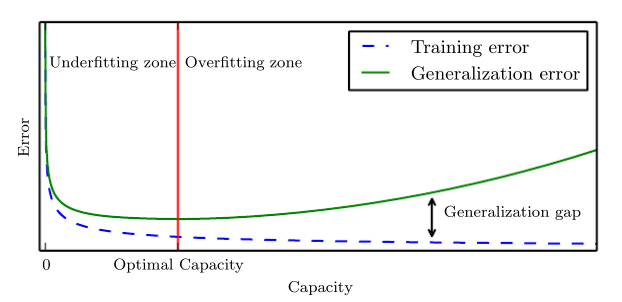 Underfitting zone Overfitting zone
Training error
Generalization error
Error
Generalization gap
0
Optimal Capacity
Capacity